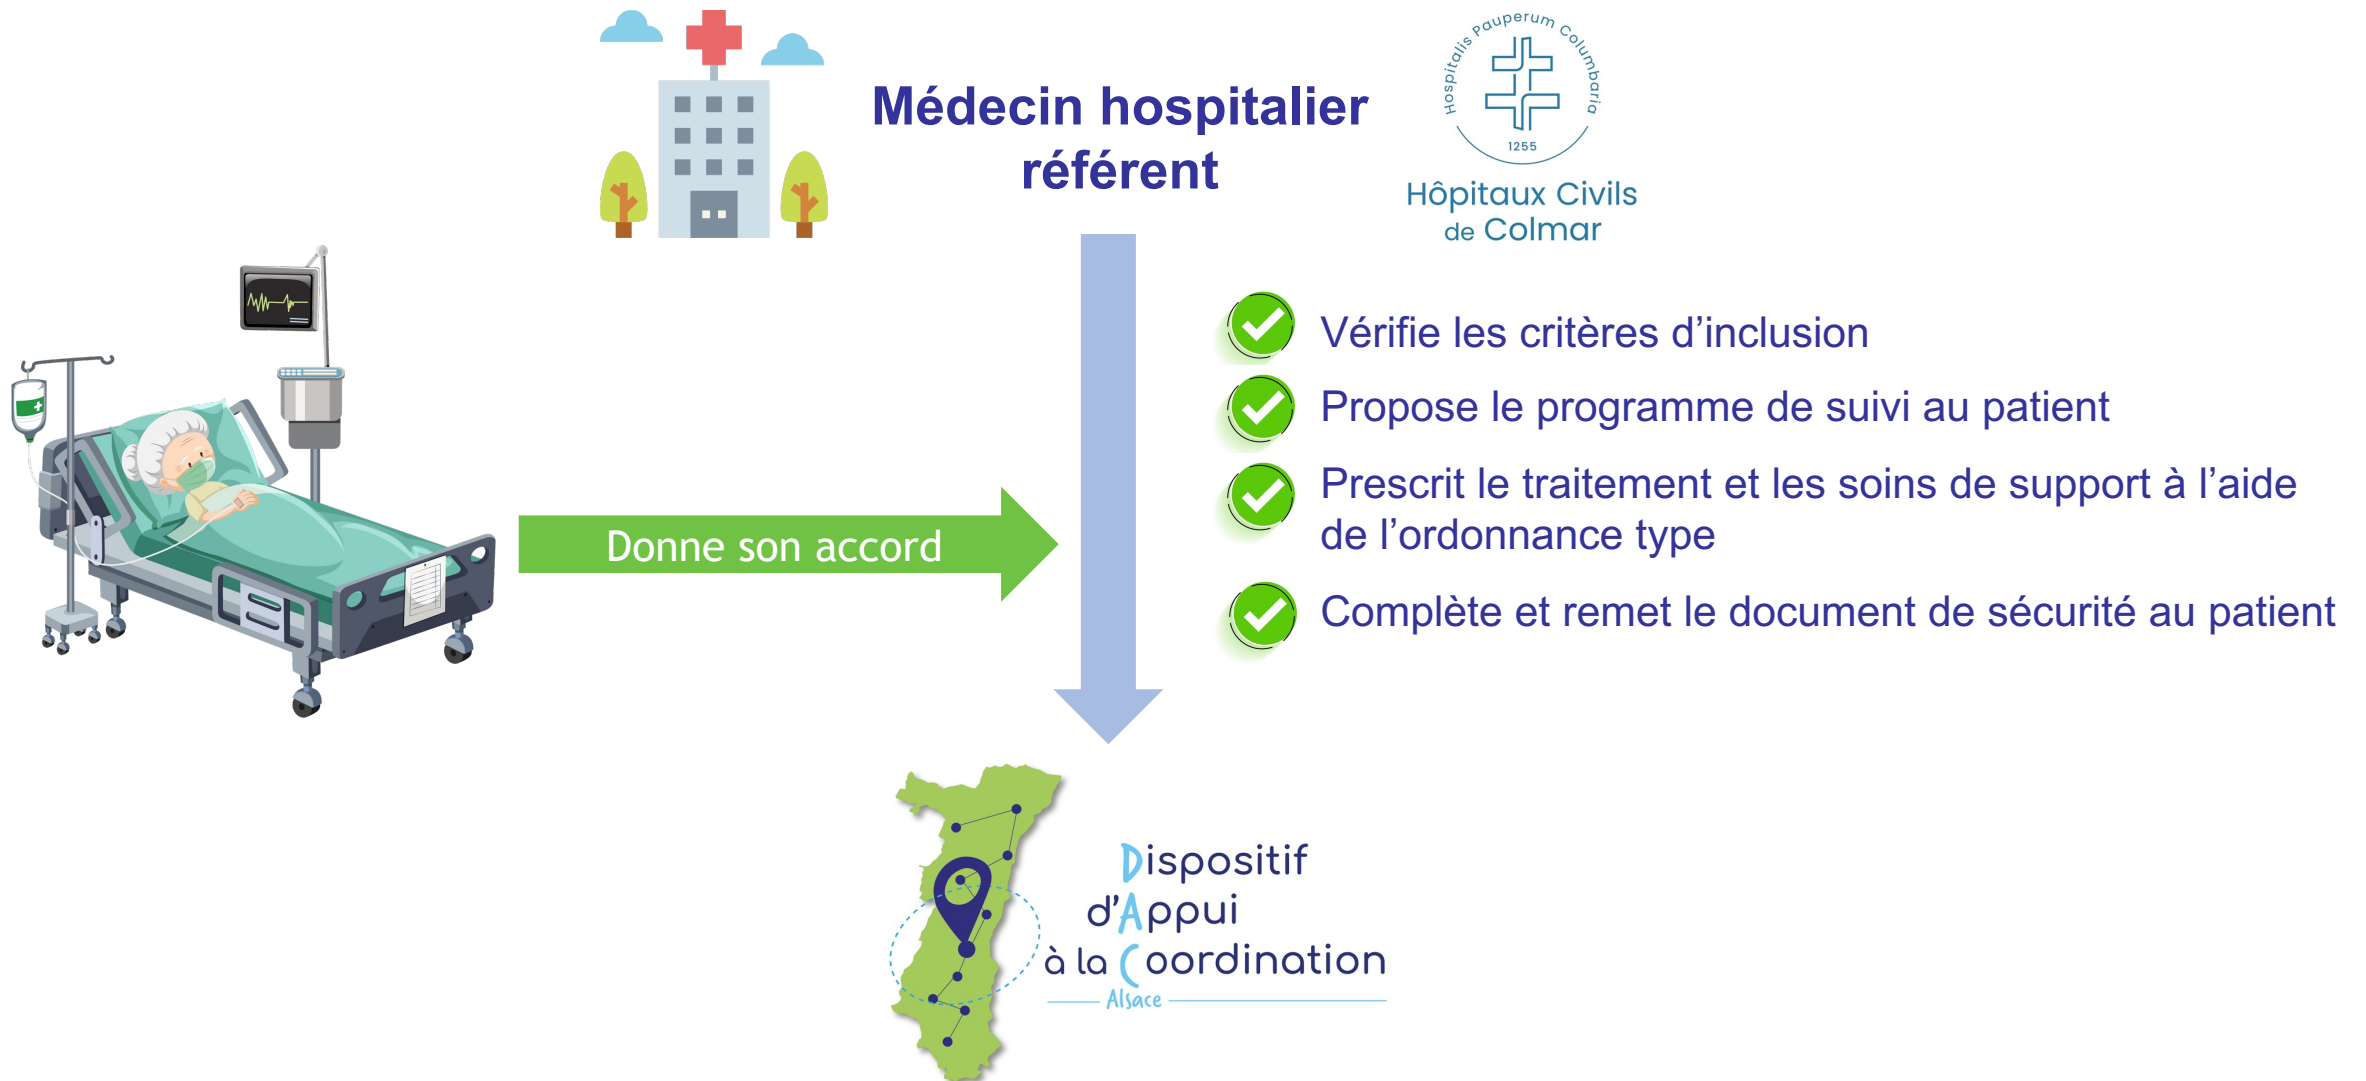 Médecin hospitalier
référent
Hospitalis Pauperum Columbaria
1255
Hôpitaux Civils
de Colmar
Vérifie les critères d’inclusion
Propose le programme de suivi au patient
Prescrit le traitement et les soins de support à l’aide
de l’ordonnance type
Donne son accord
Complète et remet le document de sécurité au patient
Dispositif
d'Appui
à la Coordination
Alsace